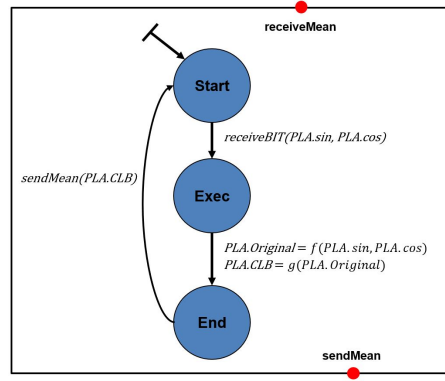 receiveMean
Start
receiveBIT(PLA.sin, PLA.cos)
sendMean(PLA.CLB)
Exec
PLA.Original = f(PLA.sin, PLA.cos)
PLA.CLB = g(PLA.Original)
End
sendMean